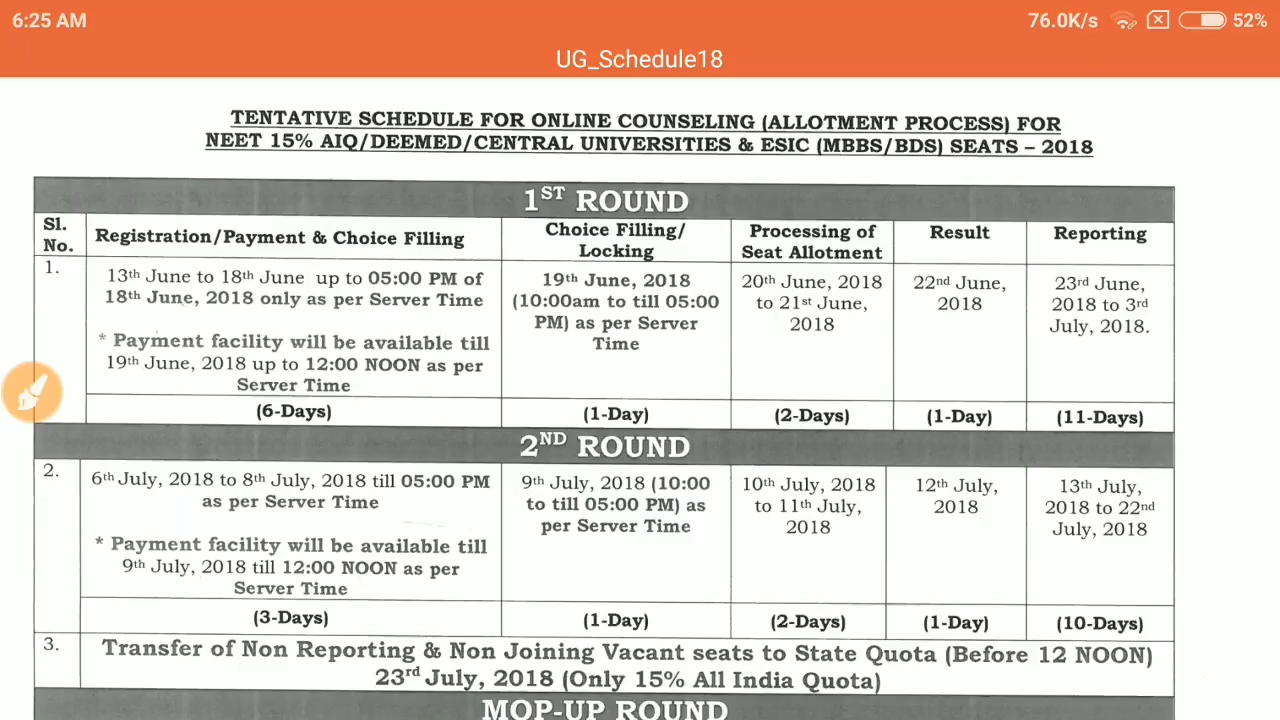 6:25 AM
76.0K/s
52%
UG_Schedule18
TENTATIVE SCHEDULE FOR ONLINE COUNSELING (ALLOTMENT PROCESS) FOR
NEET 15% AIQ/DEEMED/CENTRAL UNIVERSITIES & ESIC (MBBS/BDS) SEATS – 2018
1ST ROUND
Sl.
No.
Registration/Payment & Choice Filling
Choice Filling/
Locking
Processing of
Seat Allotment
Result
Reporting
1.
13th June to 18th June up to 05:00 PM of
18th June, 2018 only as per Server Time
* Payment facility will be available till
19th June, 2018 up to 12:00 NOON as per
Server Time
19th June, 2018
(10:00am to till 05:00
PM) as per Server
Time
20th June, 2018
to 21st June,
2018
22nd June,
2018
23rd June,
2018 to 3rd
July, 2018.
(6-Days)
(1-Day)
(2-Days)
(1-Day)
(11-Days)
2ND ROUND
2.
6th July, 2018 to 8th July, 2018 till 05:00 PM
as per Server Time
* Payment facility will be available till
9th July, 2018 till 12:00 NOON as per
Server Time
9th July, 2018 (10:00
to till 05:00 PM) as
per Server Time
10th July, 2018
to 11th July,
2018
12th July,
2018
13th July,
2018 to 22nd
July, 2018
(3-Days)
(1-Day)
(2-Days)
(1-Day)
(10-Days)
3.
Transfer of Non Reporting & Non Joining Vacant seats to State Quota (Before 12 NOON)
23rd July, 2018 (Only 15% All India Quota)
MOP-UP ROUND